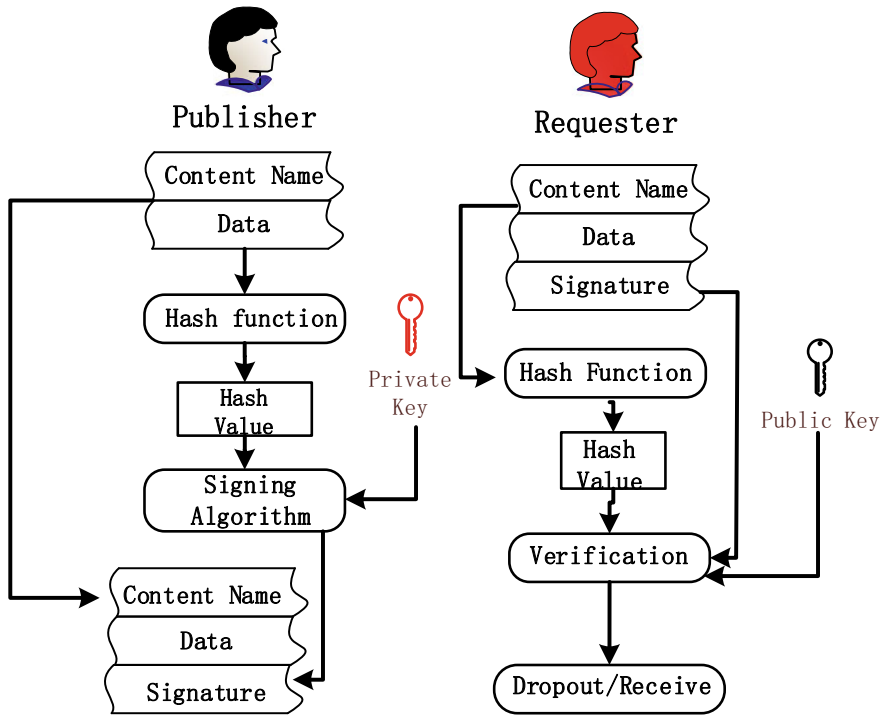 Publisher
Content Name
Data
Hash function
Hash
Value
Private
Key
Signing
Algorithm
Content Name
Data
Signature
Requester
Content Name
Data
Signature
Hash Function
Hash
Value
Public Key
Verification
Dropout/Receive